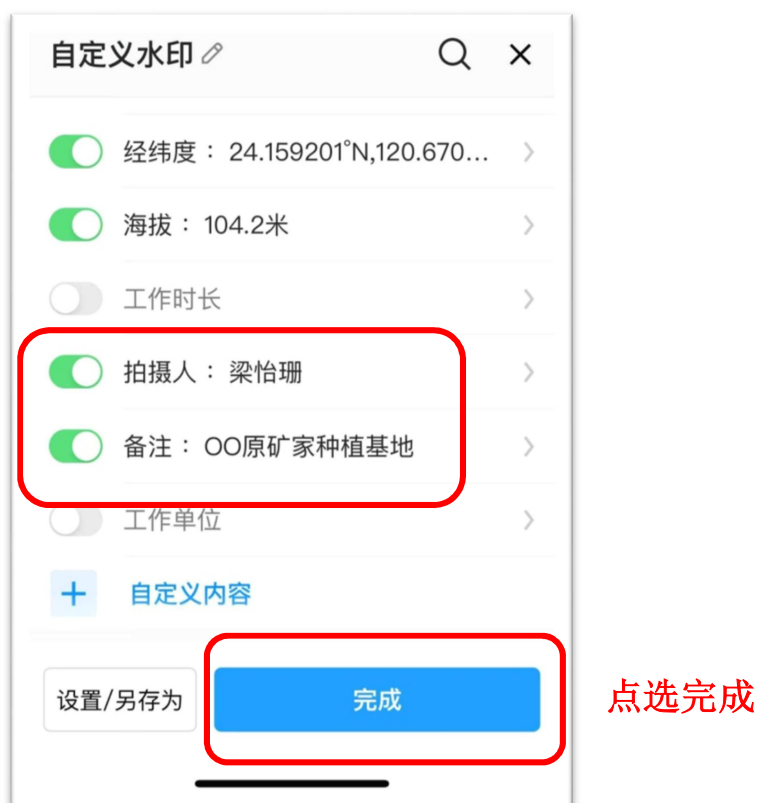 自定义水印
经纬度：24.159201°N,120.670...
海拔：104.2米
工作时长
拍摄人：梁怡珊
备注：OO原矿家种植基地
工作单位
+ 自定义内容
设置/另存为
完成
点选完成